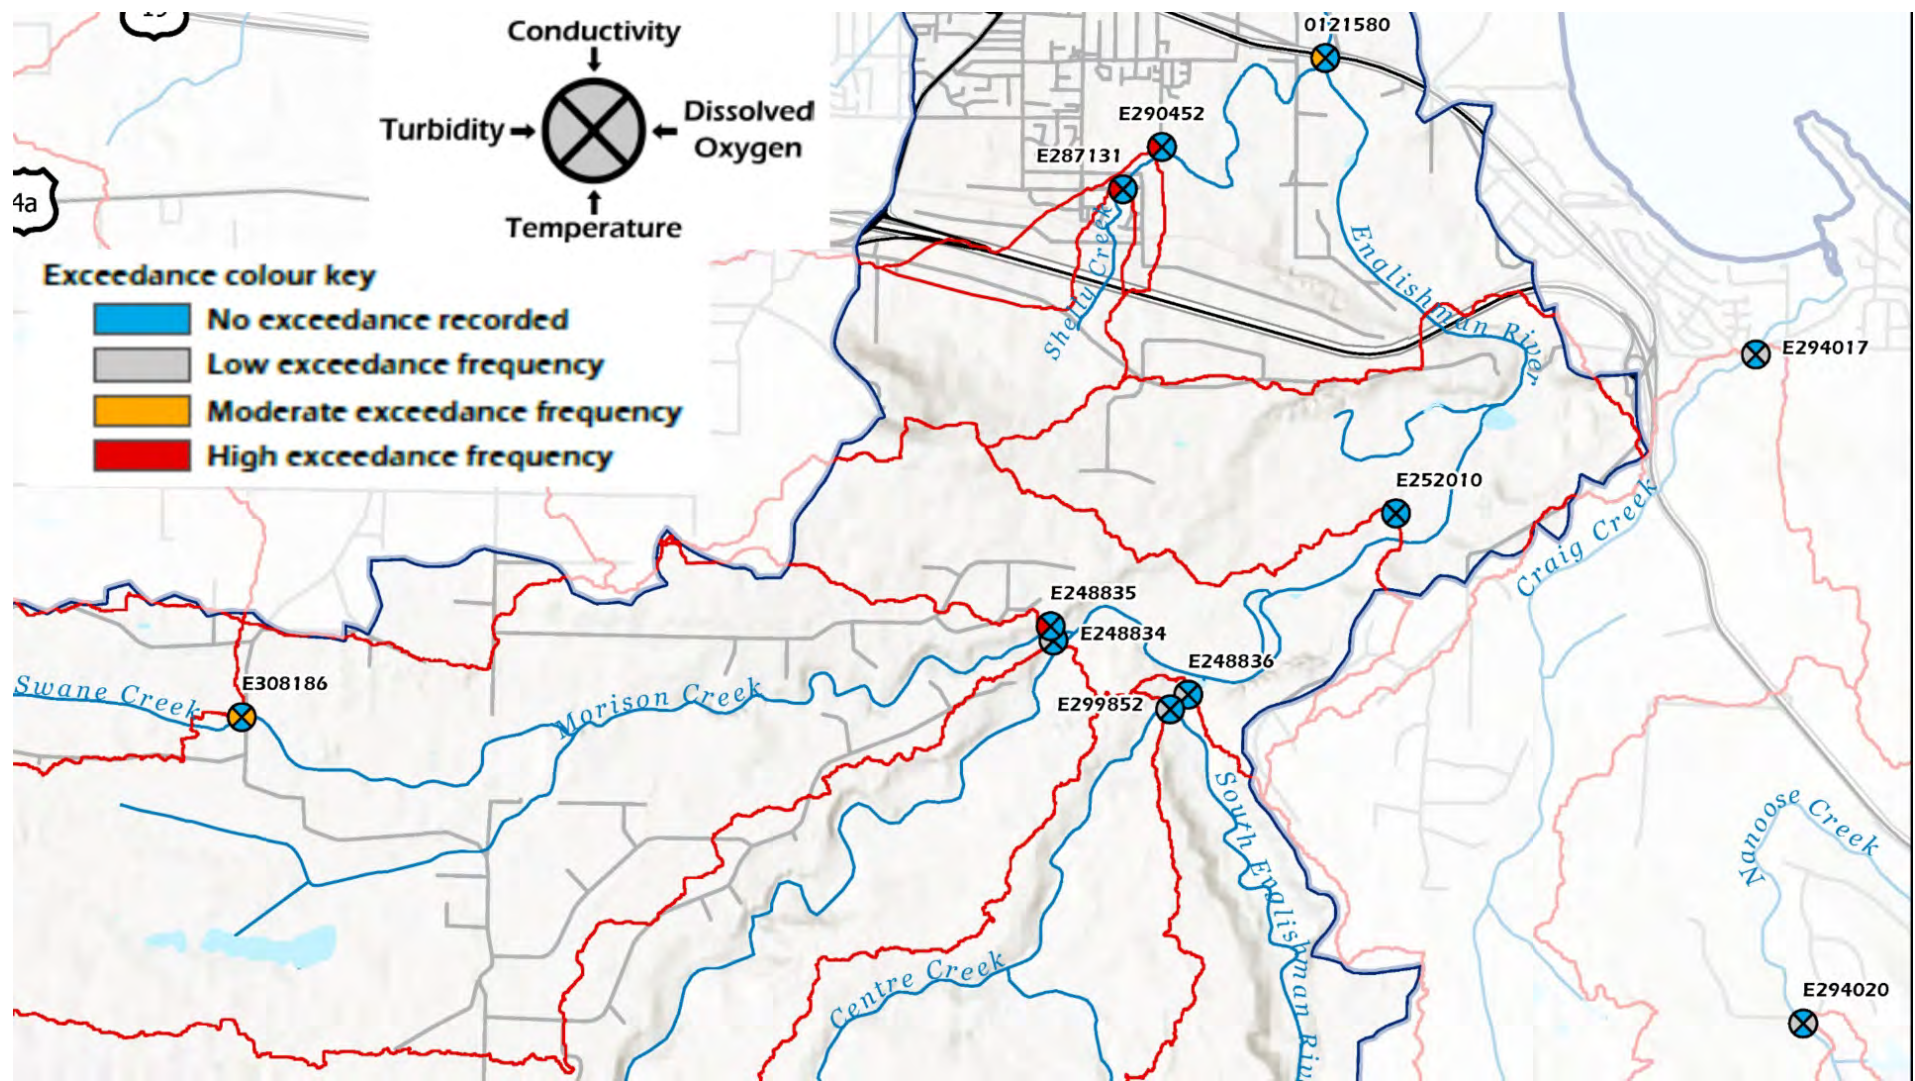 19
4a
Conductivity
Turbidity
Dissolved
Oxygen
Temperature
Exceedance colour key
No exceedance recorded
Low exceedance frequency
Moderate exceedance frequency
High exceedance frequency
0121580
E290452
E287131
Shelly Creek
Englishman River
E294017
E252010
Craig Creek
E248835
E248834
E248836
E299852
E308186
Swane Creek
Morison Creek
South Englishman Riv
Centre Creek
Nanoose Creek
E294020